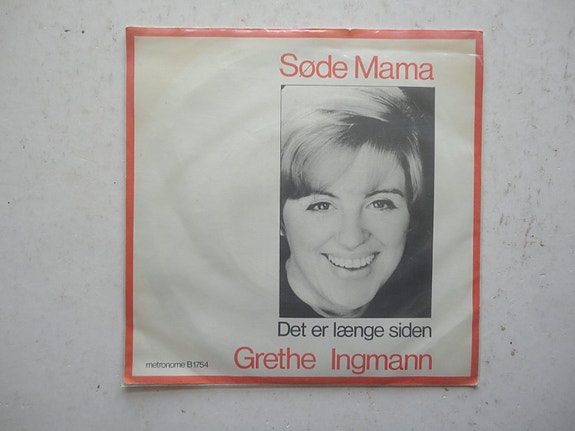 Søde Mama
Det er længe siden
Grethe Ingmann
metronome B1754